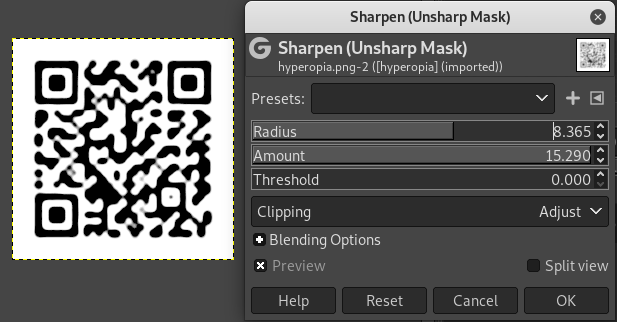 Sharpen (Unsharp Mask)
Sharpen (Unsharp Mask)
hyperopia.png-2 ([hyperopia] (imported))
Presets:
Radius 8.365
Amount 15.290
Threshold 0.000
Clipping Adjust
Blending Options
Preview Split view
Help Reset Cancel OK